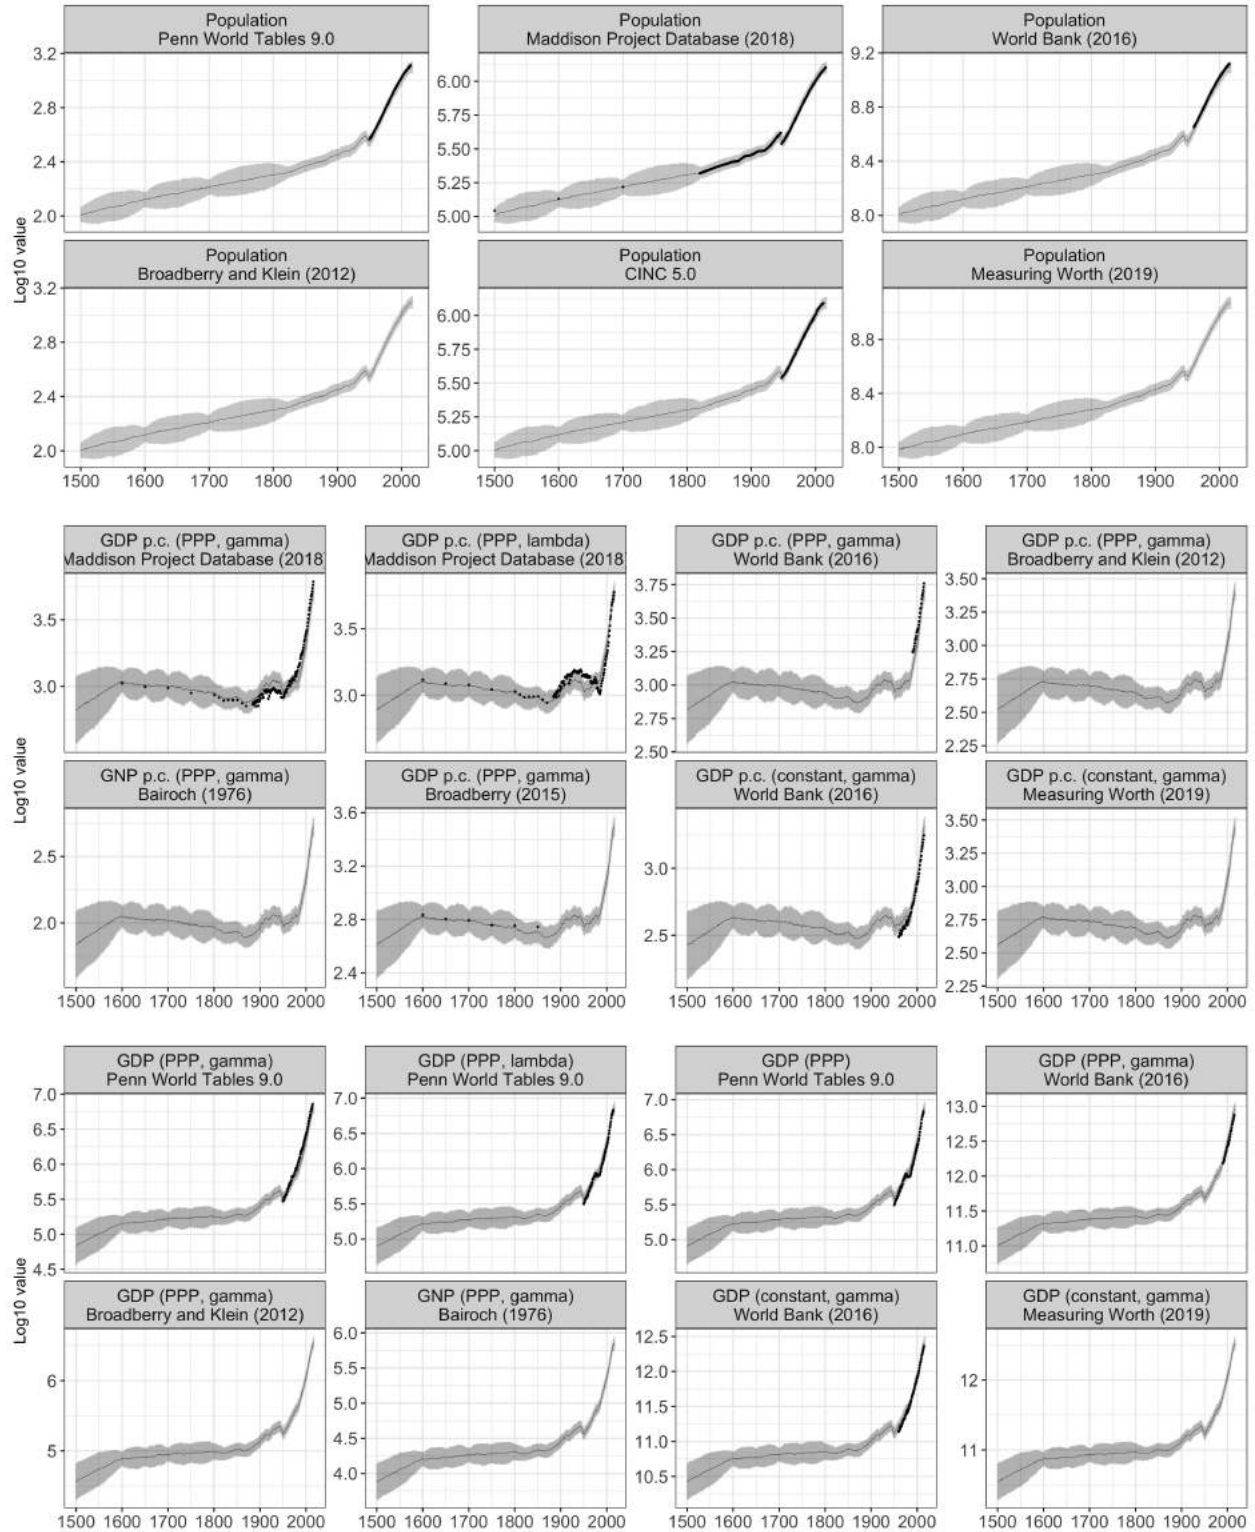 Population
Penn World Tables 9.0
Population
Maddison Project Database (2018)
Population
World Bank (2016)
3.2
2.8
2.4
2.0
6.00
5.75
5.50
5.25
5.00
9.2
8.8
8.4
8.0
Log10 value
Population
Broadberry and Klein (2012)
Population
CINC 5.0
Population
Measuring Worth (2019)
3.2
2.8
2.4
2.0
6.00
5.75
5.50
5.25
5.00
8.8
8.4
8.0
1500 1600 1700 1800 1900 2000
1500 1600 1700 1800 1900 2000
1500 1600 1700 1800 1900 2000
GDP p.c. (PPP, gamma)
Maddison Project Database (2018
GDP p.c. (PPP, lambda)
Maddison Project Database (2018
GDP p.c. (PPP, gamma)
World Bank (2016)
GDP p.c. (PPP, gamma)
Broadberry and Klein (2012)
3.5
3.0
3.5
3.0
3.75
3.50
3.25
3.00
2.75
2.50
3.50
3.25
3.00
2.75
2.50
2.25
Log10 value
GNP p.c. (PPP, gamma)
Bairoch (1976)
GDP p.c. (PPP, gamma)
Broadberry (2015)
GDP p.c. (constant, gamma)
World Bank (2016)
GDP p.c. (constant, gamma)
Measuring Worth (2019)
2.5
2.0
3.6
3.2
2.8
2.4
3.0
2.5
3.50
3.25
3.00
2.75
2.50
2.25
1500 1600 1700 1800 1900 2000
1500 1600 1700 1800 1900 2000
1500 1600 1700 1800 1900 2000
1500 1600 1700 1800 1900 2000
GDP (PPP, gamma)
Penn World Tables 9.0
GDP (PPP, lambda)
Penn World Tables 9.0
GDP (PPP)
Penn World Tables 9.0
GDP (PPP, gamma)
World Bank (2016)
7.0
6.5
6.0
5.5
5.0
4.5
7.0
6.5
6.0
5.5
5.0
7.0
6.5
6.0
5.5
5.0
13.0
12.5
12.0
11.5
11.0
Log10 value
GDP (PPP, gamma)
Broadberry and Klein (2012)
GNP (PPP, gamma)
Bairoch (1976)
GDP (constant, gamma)
World Bank (2016)
GDP (constant, gamma)
Measuring Worth (2019)
6
5
6.0
5.5
5.0
4.5
4.0
12.5
12.0
11.5
11.0
10.5
12
11
1500 1600 1700 1800 1900 2000
1500 1600 1700 1800 1900 2000
1500 1600 1700 1800 1900 2000
1500 1600 1700 1800 1900 2000